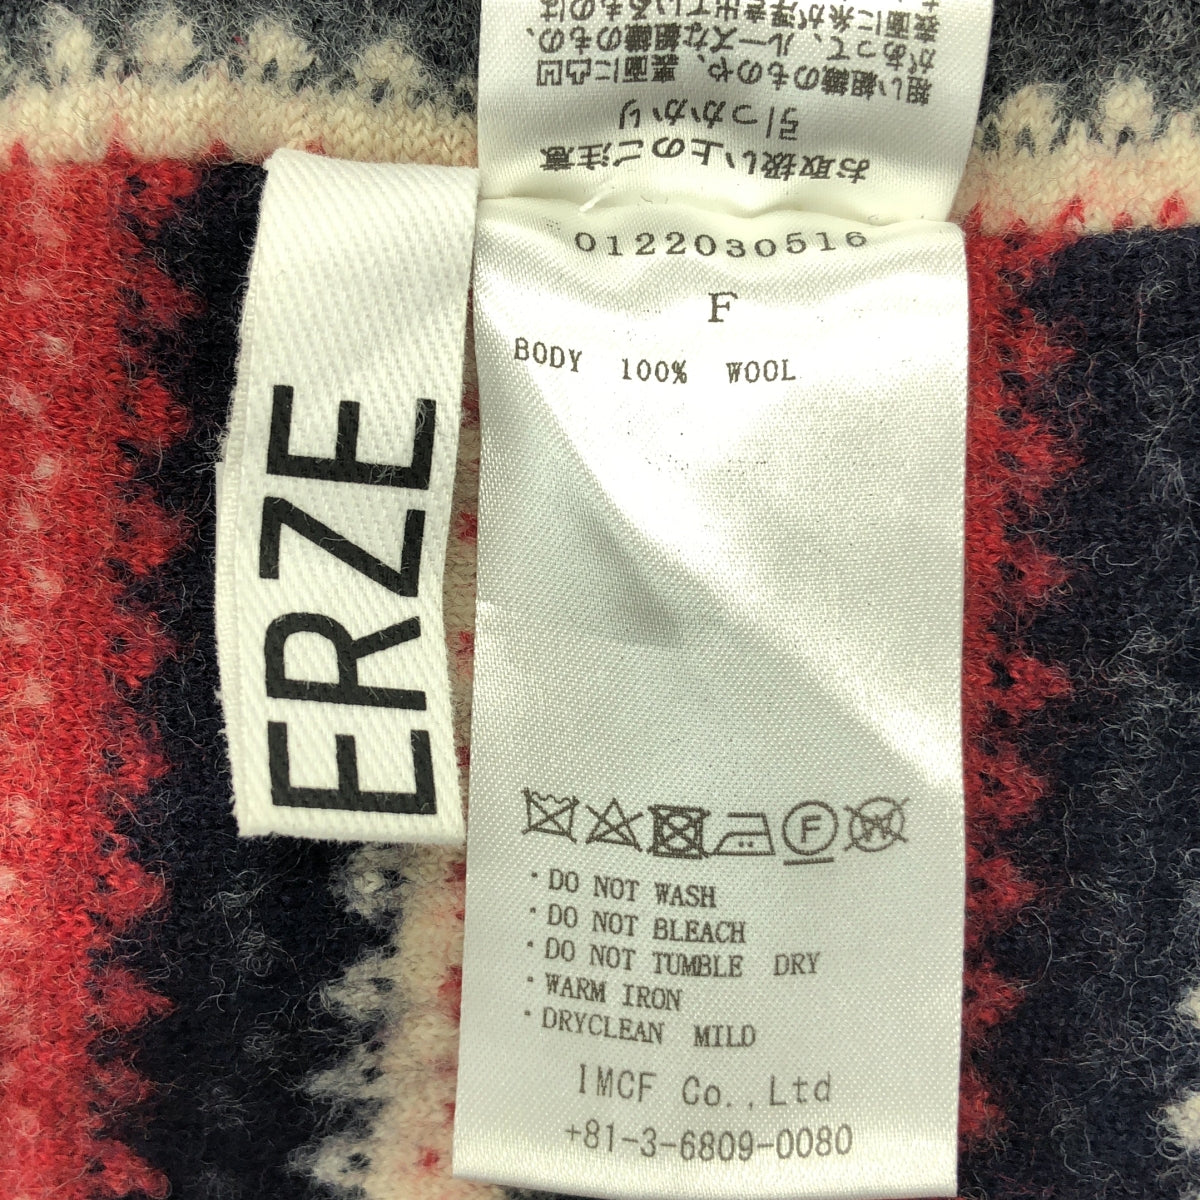 お取扱い上のご注意
引っかかり
粗い組織のものや、表面に凸凹
があって、ルーズな組織のもの、
表面に糸が浮き出ているものは
0122030516
F
BODY 100% WOOL
ERZE
F
W
・DO NOT WASH
・DO NOT BLEACH
・DO NOT TUMBLE DRY
・WARM IRON
・DRYCLEAN MILD
IMCF Co.,Ltd
+81-3-6809-0080